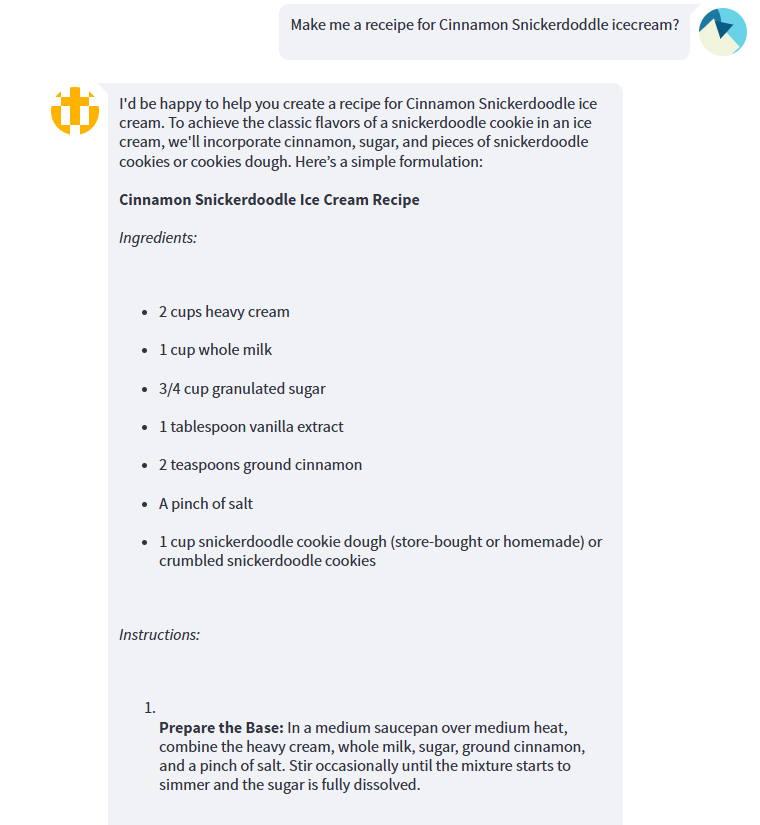 Make me a receipe for Cinnamon Snickerdoddle icecream?
I'd be happy to help you create a recipe for Cinnamon Snickerdoodle ice
cream. To achieve the classic flavors of a snickerdoodle cookie in an ice
cream, we'll incorporate cinnamon, sugar, and pieces of snickerdoodle
cookies or cookies dough. Here’s a simple formulation:
Cinnamon Snickerdoodle Ice Cream Recipe
Ingredients:
• 2 cups heavy cream
• 1 cup whole milk
• 3/4 cup granulated sugar
• 1 tablespoon vanilla extract
• 2 teaspoons ground cinnamon
• A pinch of salt
• 1 cup snickerdoodle cookie dough (store-bought or homemade) or
crumbled snickerdoodle cookies
Instructions:
1.
Prepare the Base: In a medium saucepan over medium heat,
combine the heavy cream, whole milk, sugar, ground cinnamon,
and a pinch of salt. Stir occasionally until the mixture starts to
simmer and the sugar is fully dissolved.